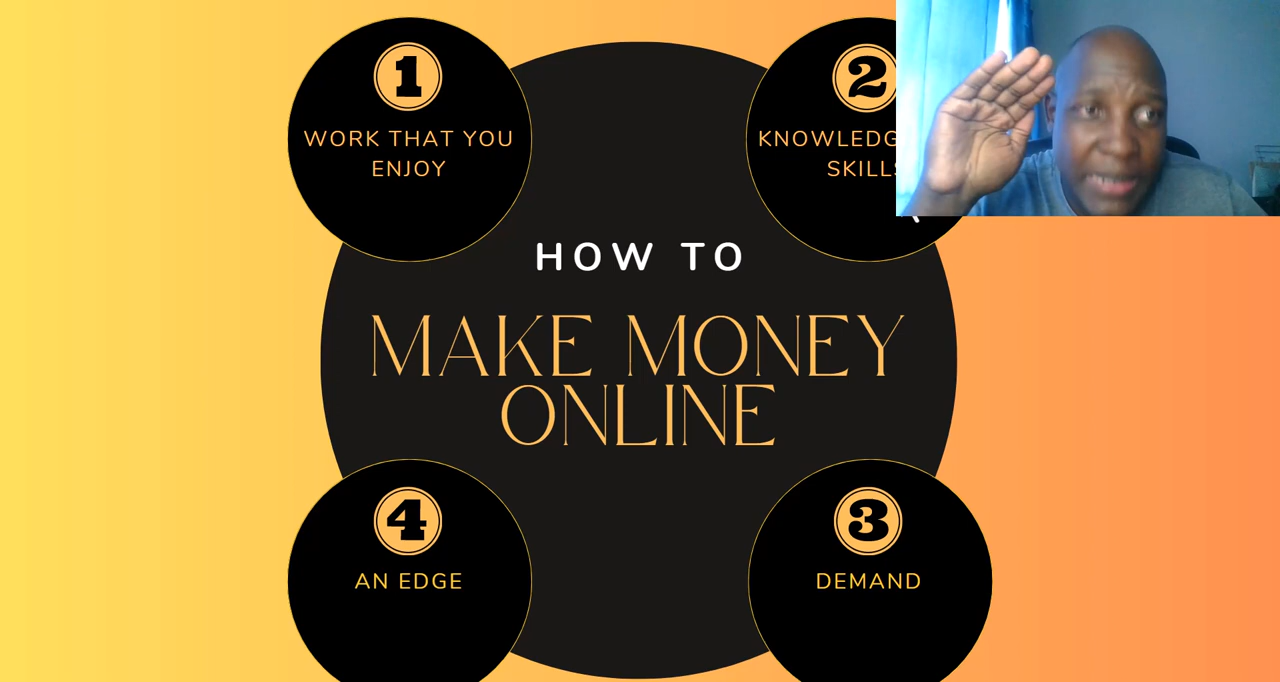 1
WORK THAT YOU
ENJOY
2
HOW TO
MAKE MONEY
ONLINE
4
AN EDGE
3
DEMAND